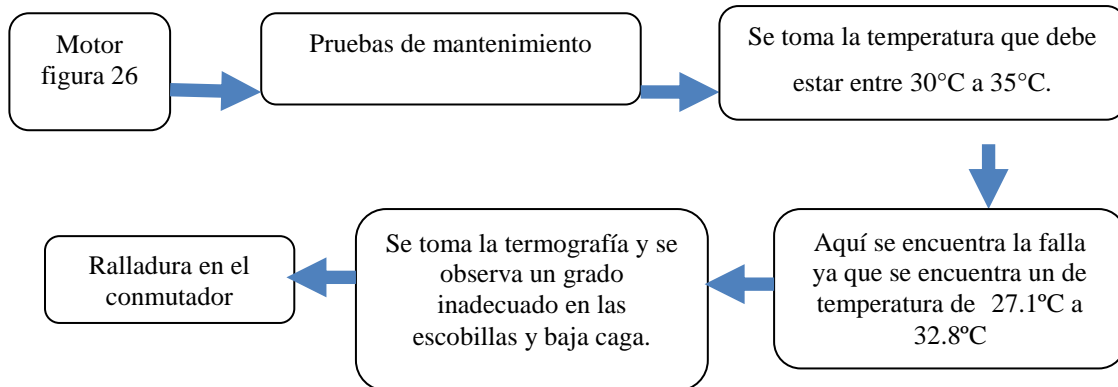 Motor
figura 26
Pruebas de mantenimiento
Se toma la temperatura que debe
estar entre 30°C a 35°C.
Aquí se encuentra la falla
ya que se encuentra un de
temperatura de 27.1ºC a
32.8ºC
Se toma la termografía y se
observa un grado
inadecuado en las
escobillas y baja caga.
Ralladura en el
conmutador